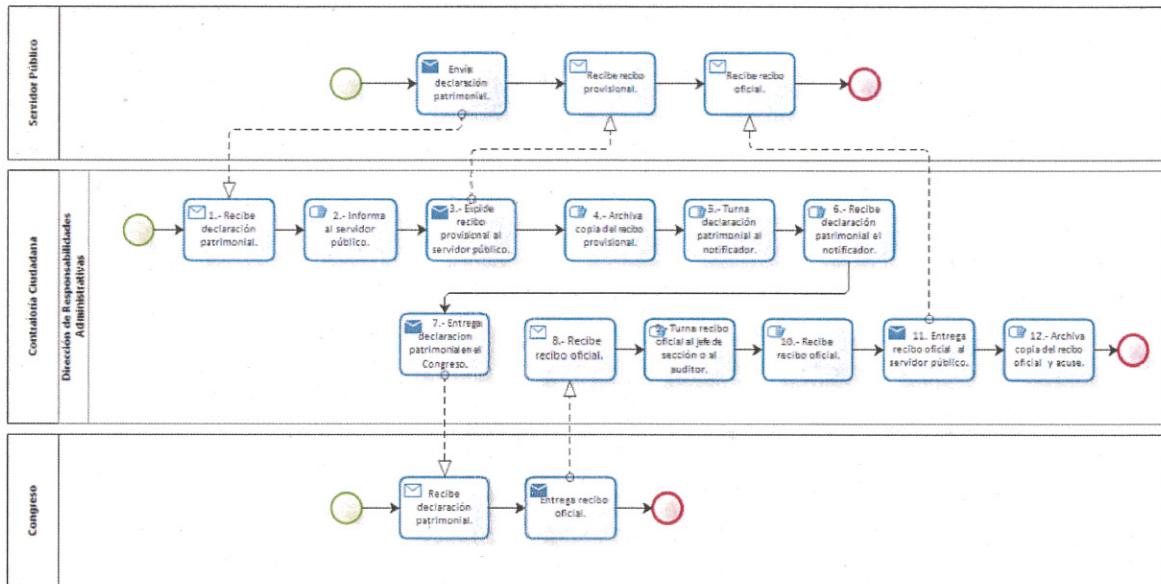 Servidor Público
Envía
declaración
patrimonial.
Recibe recibo
provisional.
Recibe recibo
oficial.
Contraloría Ciudadana
Dirección de Responsabilidades
Administrativas
1.- Recibe
declaración
patrimonial.
2.- Informa
al servidor
público.
3.- Expide
recibo
provisional al
servidor público.
4.- Archiva
copia del recibo
provisional.
5.- Turna
declaración
patrimonial al
notificador.
6.- Recibe
declaración
patrimonial el
notificador.
7.- Entrega
declaracion
patrimonial en el
Congreso.
8.- Recibe
recibo oficial.
9.- Turna recibo
oficial al jefe de
sección o al
auditor.
10.- Recibe
recibo oficial.
11. Entrega
recibo oficial al
servidor público.
12.- Archiva
copia del recibo
oficial y acuse.
Congreso
Recibe
declaración
patrimonial.
Entrega recibo
oficial.